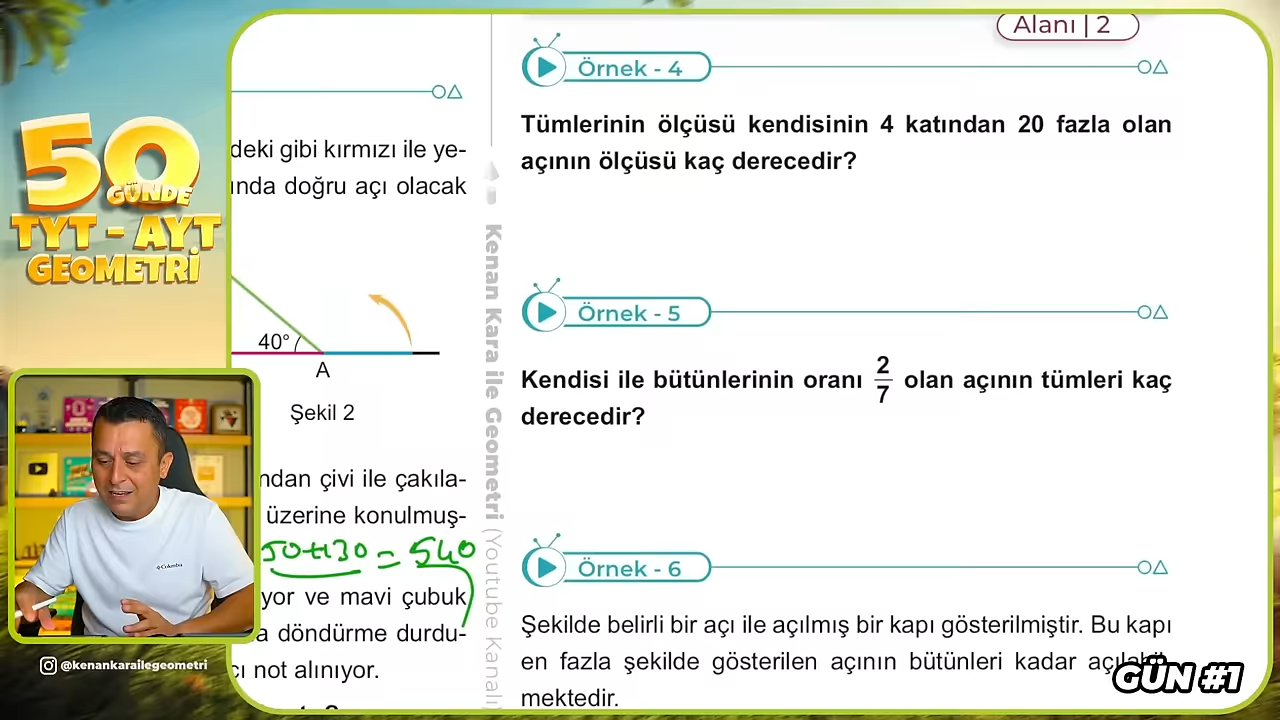 50
GÜNDE
TYT - AYT
GEOMETRİ
deki gibi kırmızı ile ye-
nda doğru açı olacak
40°
A
Şekil 2
ndan çivi ile çakıla-
üzerine konulmuş-
50+130 = 540
yor ve mavi çubuk
a döndürme durdu-
cı not alınıyor.
@kenankarailegeometri
Kenan Kara ile Geometri (Youtube Kanalı)
Alanı | 2
Örnek - 4
Tümlerinin ölçüsü kendisinin 4 katından 20 fazla olan
açının ölçüsü kaç derecedir?
Örnek - 5
Kendisi ile bütünlerinin oranı 2/7 olan açının tümleri kaç
derecedir?
Örnek - 6
Şekilde belirli bir açı ile açılmış bir kapı gösterilmiştir. Bu kapı
en fazla şekilde gösterilen açının bütünleri kadar
mektedir.
GÜN #1